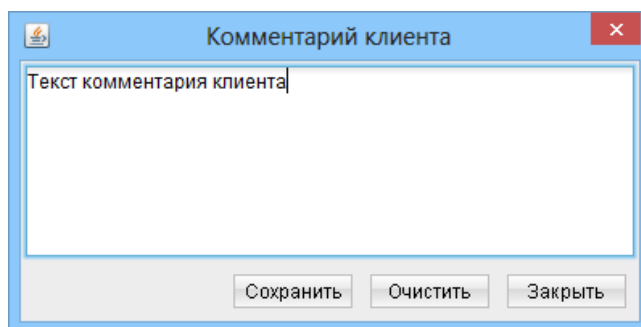 Комментарий клиента
Текст комментария клиента
Сохранить Очистить Закрыть